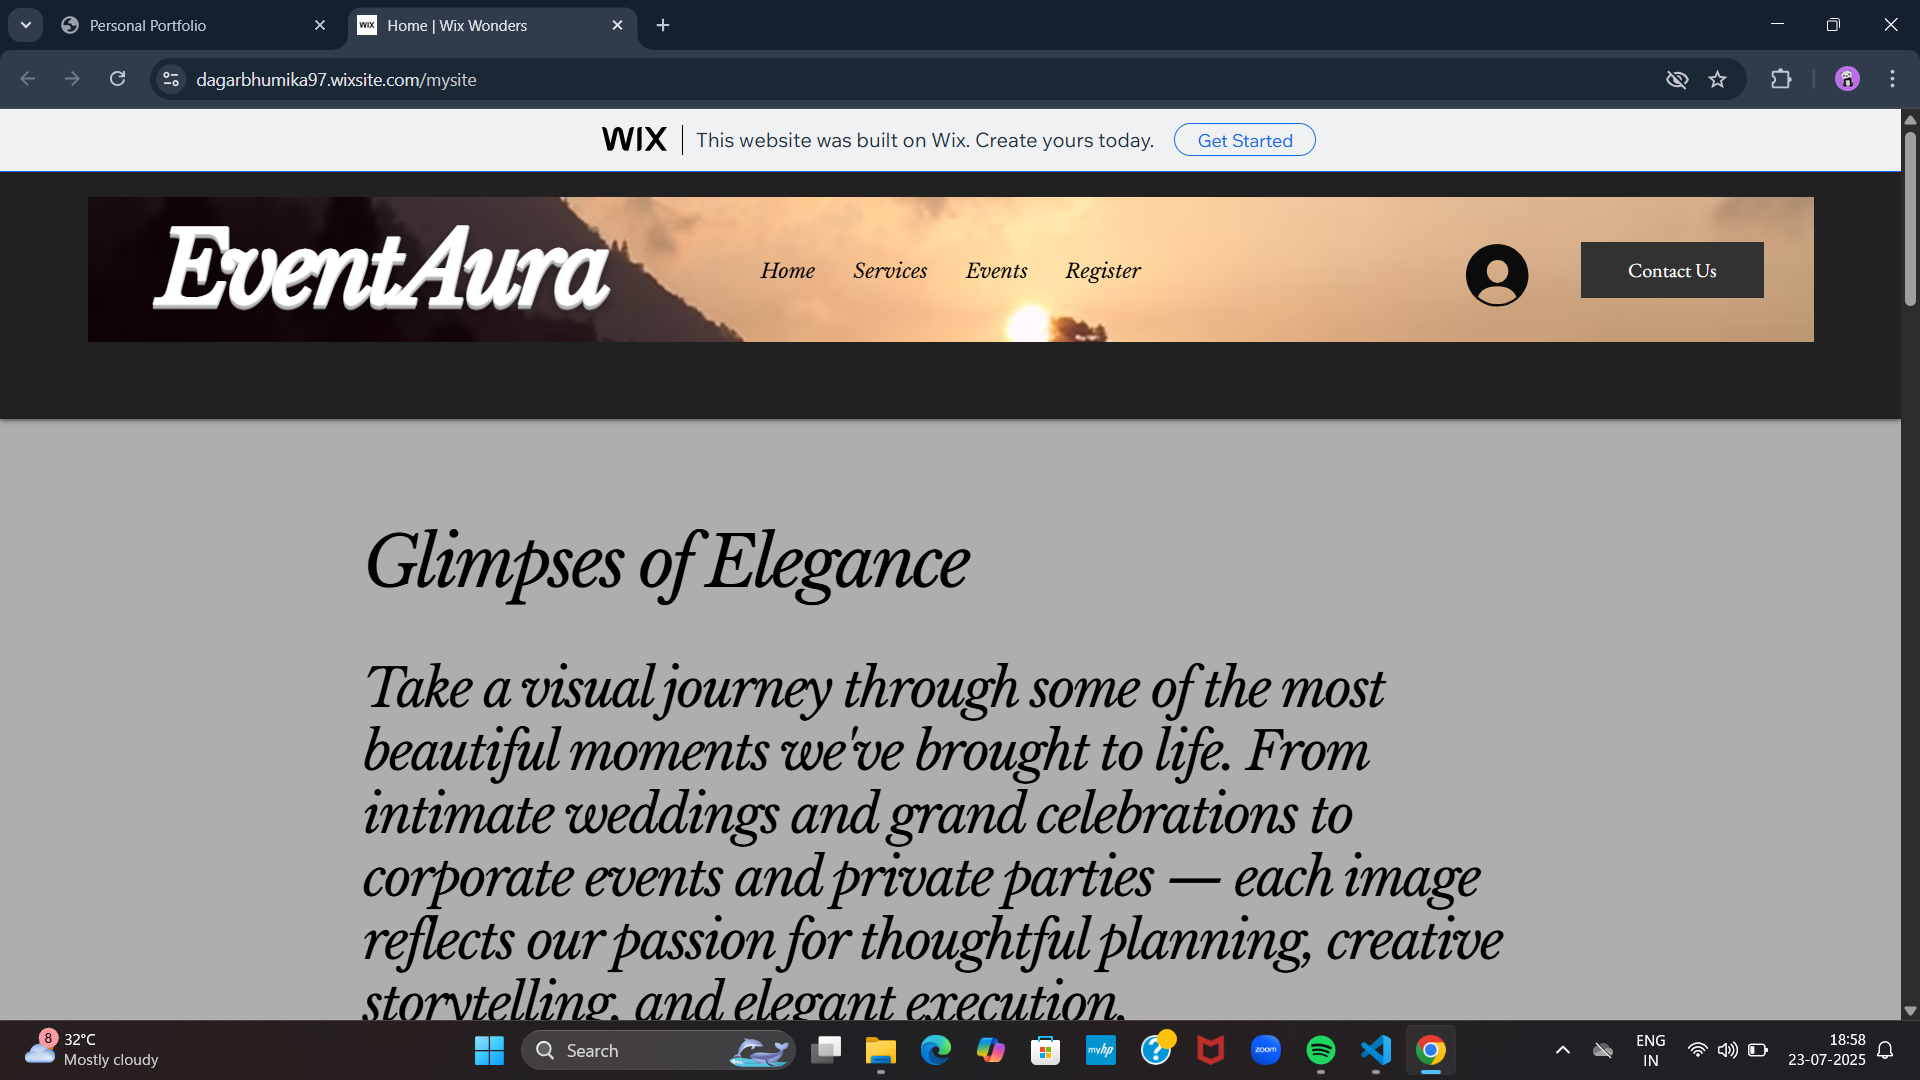 Personal Portfolio
Home | Wix Wonders
dagarbhumika97.wixsite.com/mysite
WIX This website was built on Wix. Create yours today. Get Started
EventAura
Home Services Events Register
Contact Us
Glimpses of Elegance
Take a visual journey through some of the most
beautiful moments we've brought to life. From
intimate weddings and grand celebrations to
corporate events and private parties — each image
reflects our passion for thoughtful planning, creative
storytelling, and elegant execution.
8
32°C
Mostly cloudy
Search
myhp
zoom
ENG
IN
18:58
23-07-2025